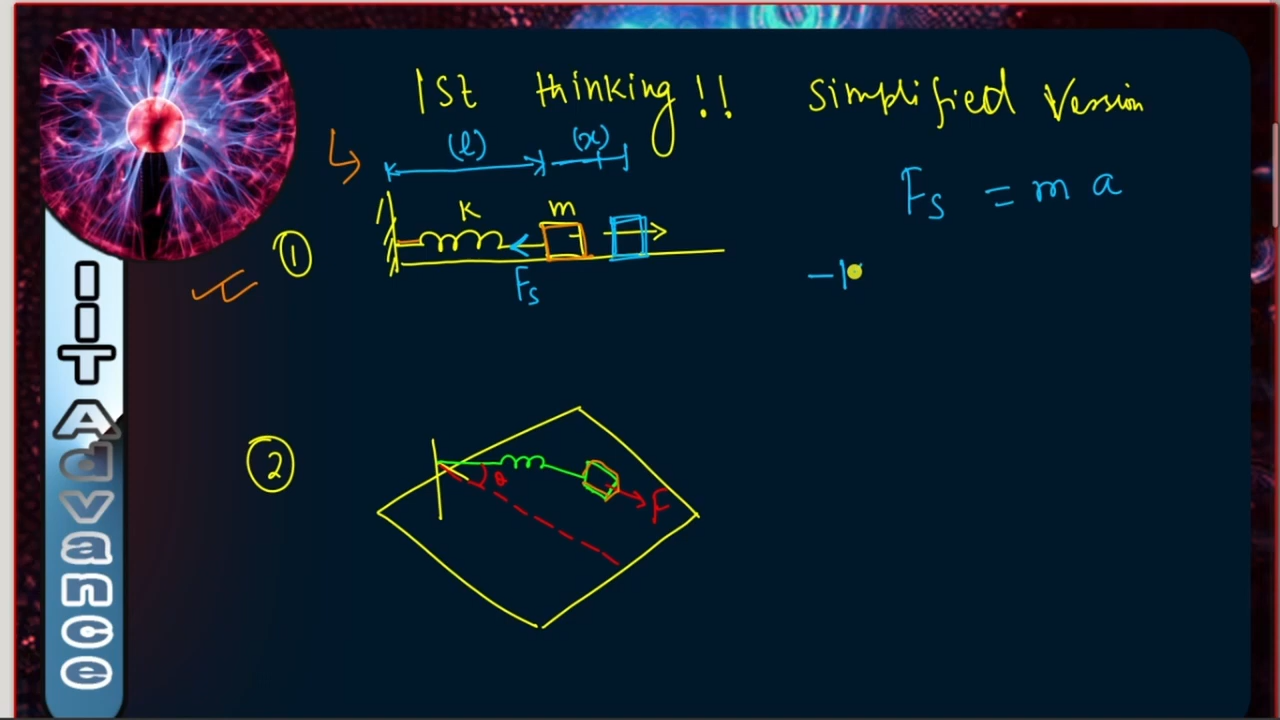 1st thinking!! Simplified Version
(l) (x)
Fs = m a
K m
①
Fs
-k
②
θ
F
IIT Advance